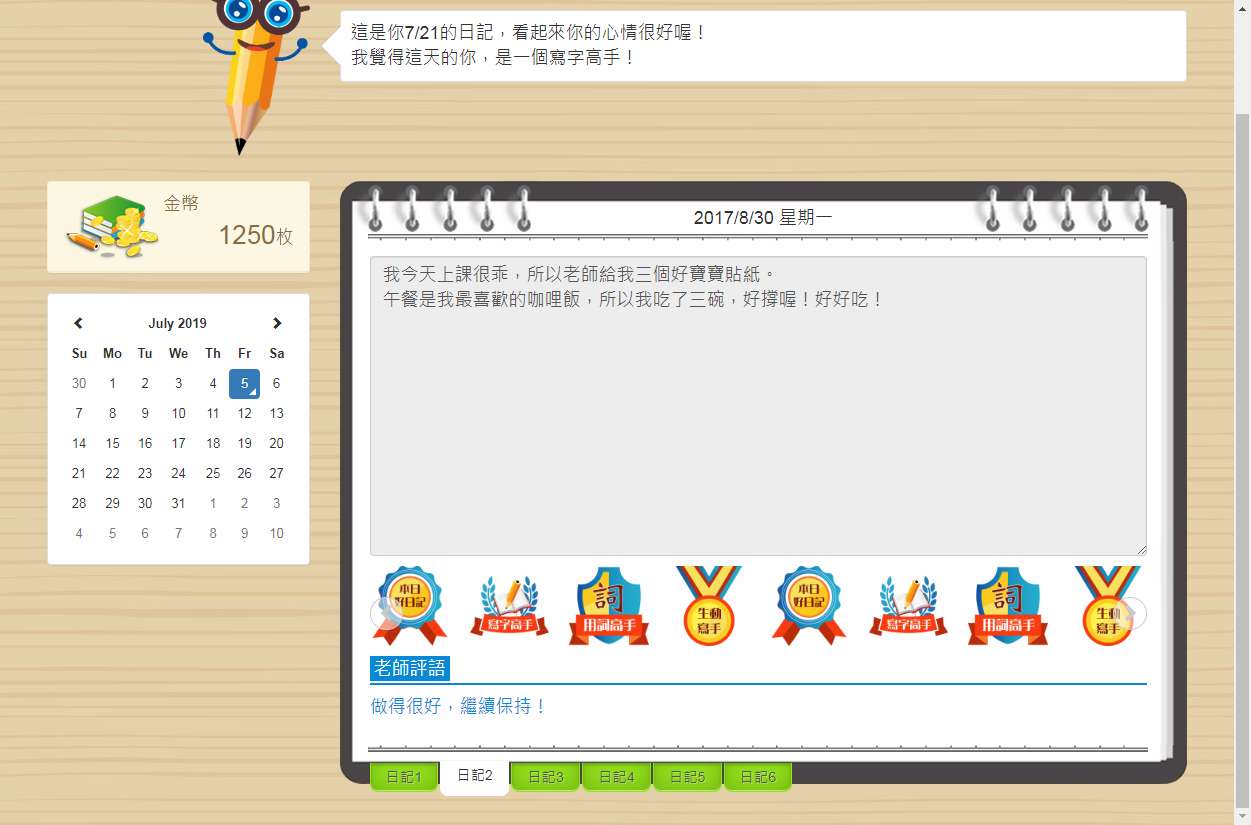 這是你7/21的日記，看起來你的心情很好喔！
我覺得這天的你，是一個寫字高手！
金幣
1250枚
July 2019
Su Mo Tu We Th Fr Sa
30 1 2 3 4 5 6
7 8 9 10 11 12 13
14 15 16 17 18 19 20
21 22 23 24 25 26 27
28 29 30 31 1 2 3
4 5 6 7 8 9 10
2017/8/30 星期一
我今天上課很乖，所以老師給我三個好寶寶貼紙。
午餐是我最喜歡的咖哩飯，所以我吃了三碗，好撐喔！好好吃！
本日
好日記
寫字高手
詞
用詞高手
生動
寫手
本日
好日記
寫字高手
詞
用詞高手
生動
寫手
老師評語
做得很好，繼續保持！
日記1 日記2 日記3 日記4 日記5 日記6